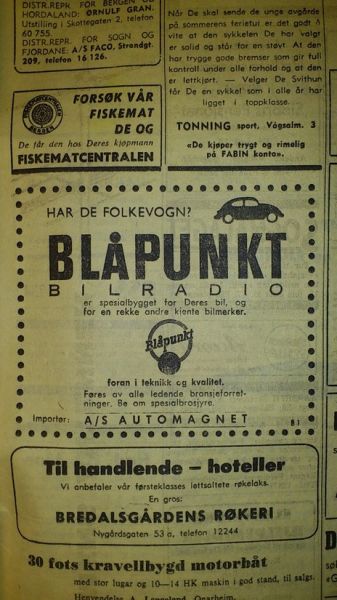 DISTR.REPR. FOR BERGEN OG
HORDALAND: ØRNULF GRAN.
Utstilling i Skottegaten 2, telefon
60 755.
DISTR.REPR. FOR SOGN OG
FJORDANE: A/S FACO, Strandgt.
209, telefon 16 126.
FISKEMATCENTRALEN
BERGEN
FORSØK VÅR
FISKEMAT
DE OG
De får den hos Deres kjøpmann
FISKEMATCENTRALEN
Når De skal sende de unge avgårde
på sommerens ferietur er det godt å
vite at den sykkelen De har valgt
er solid og står for en støyt. At den
har trygge gode bremser som gir full
kontroll under alle forhold og at den
er lettkjørt. — Velger De Svithun
får De en sykkel som i alle år har
ligget i toppklasse.
TONNING sport, Vågsalm. 3
«De kjøper trygt og rimelig
på FABIN konto».
HAR DE FOLKEVOGN?
BLÅPUNKT
BILRADIO
er spesialbygget for Deres bil, og
for en rekke andre kjente bilmerker.
Blåpunkt
foran i teknikk og kvalitet.
Føres av alle ledende bransjeforret-
ninger. Be om spesialbrosjyre.
Importør: A/S AUTOMAGNET
B1
Til handlende — hoteller
Vi anbefaler vår førsteklasses lettsaltete røkelaks.
En gros:
BREDALSGÅRDENS RØKERI
Nygårdsgaten 53 a, telefon 12244
30 fots kravellbygd motorbåt
med stor lugar og 10—14 HK maskin i god stand, til salgs.
Henvendelse A. Langeland, Ogarheim.